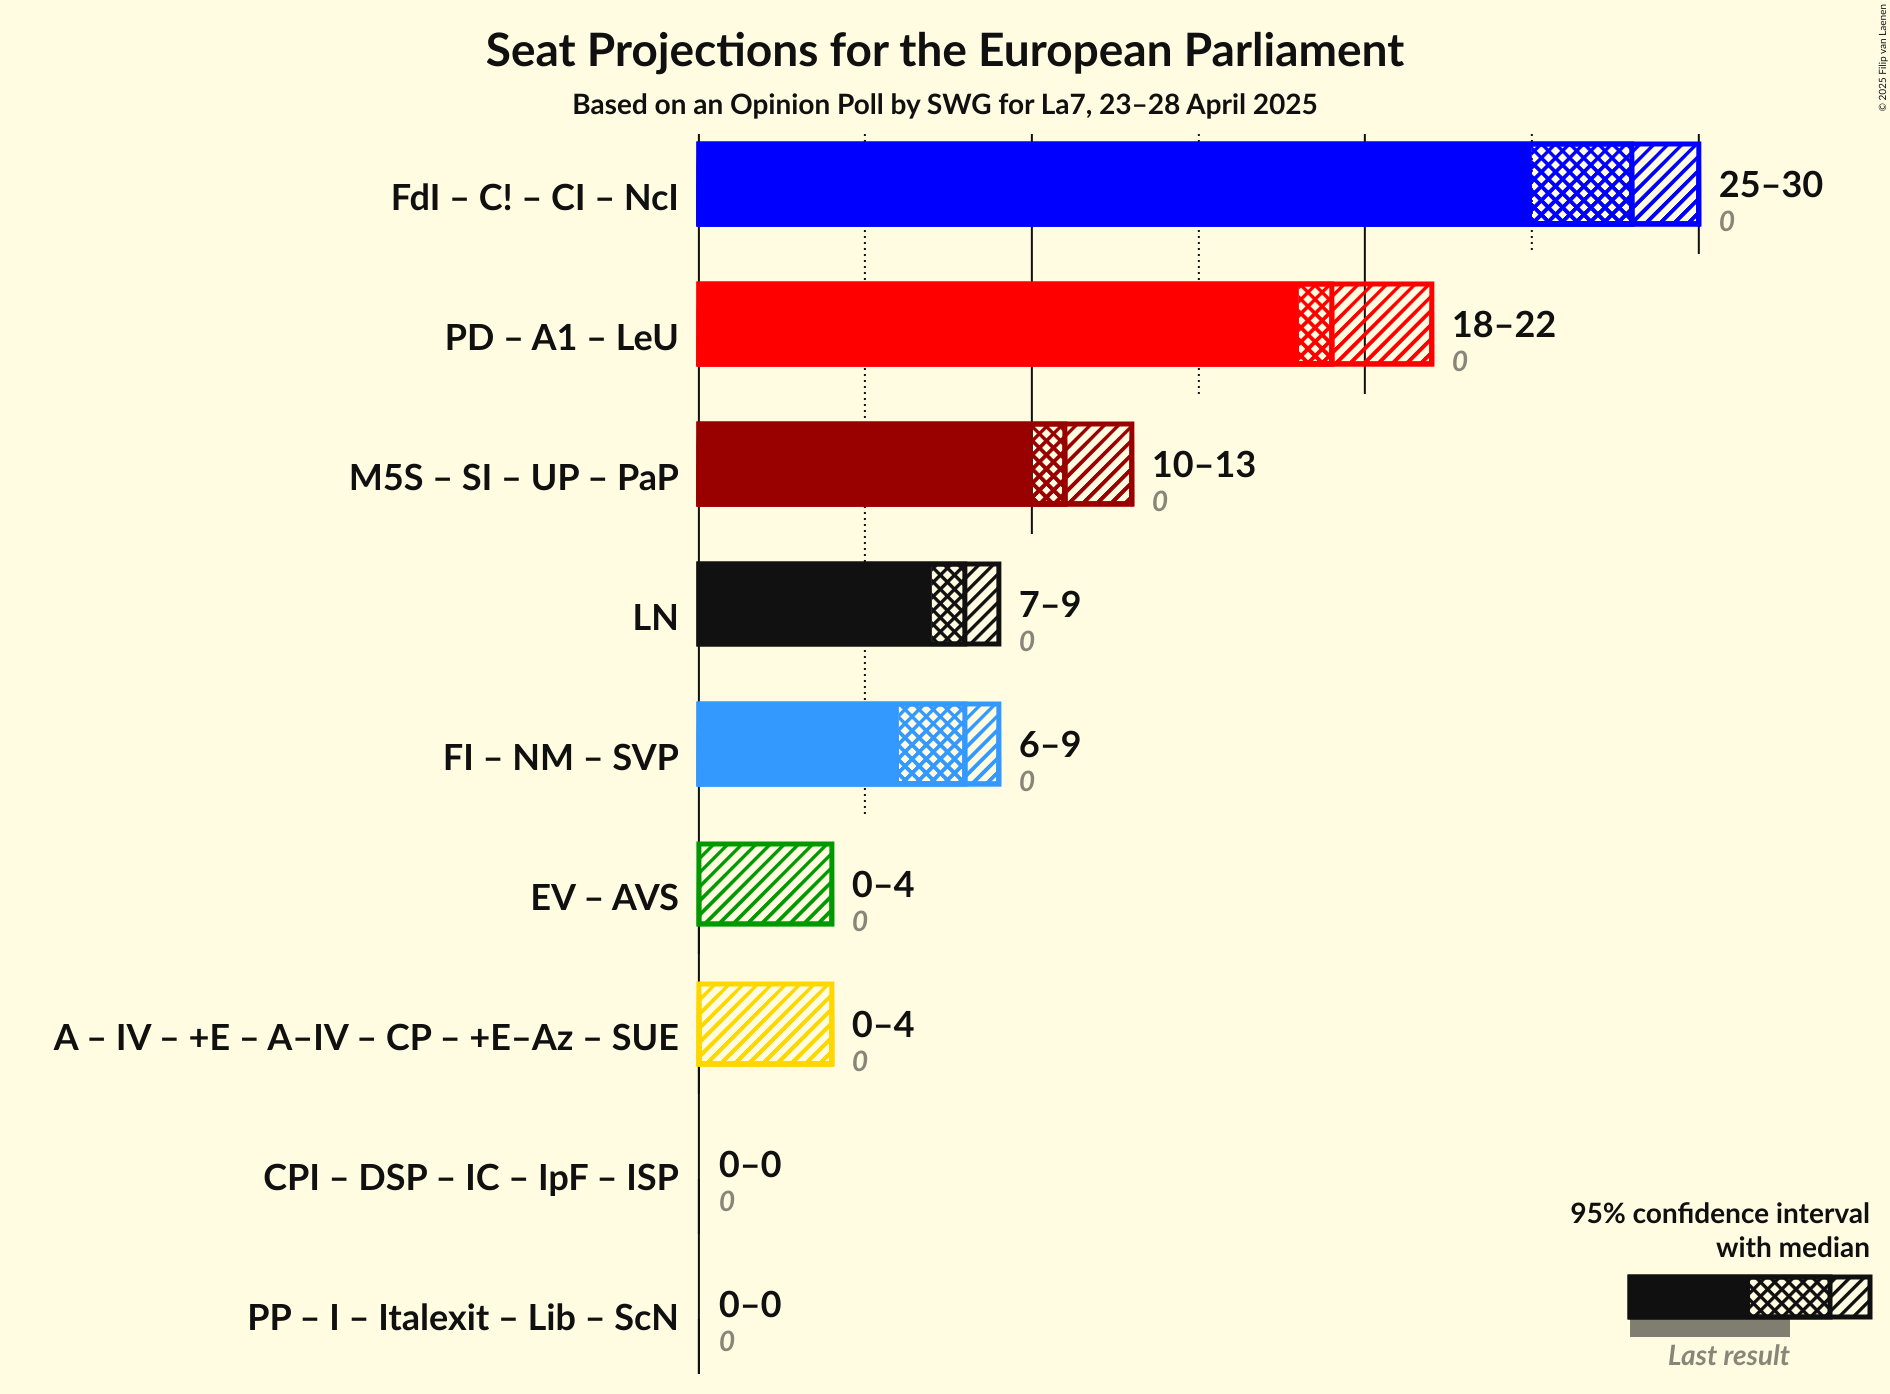 Seat Projections for the European Parliament
Based on an Opinion Poll by SWG for La7, 23–28 April 2025
© 2025 Filip van Laenen
FdI – C! – CI – NcI
25–30
0
PD – A1 – LeU
18–22
0
M5S – SI – UP – PaP
10–13
0
LN
7–9
0
FI – NM – SVP
6–9
0
EV – AVS
0–4
0
A – IV – +E – A–IV – CP – +E–Az – SUE
0–4
0
CPI – DSP – IC – IpF – ISP
0–0
0
PP – I – Italexit – Lib – ScN
0–0
0
95% confidence interval
with median
Last result